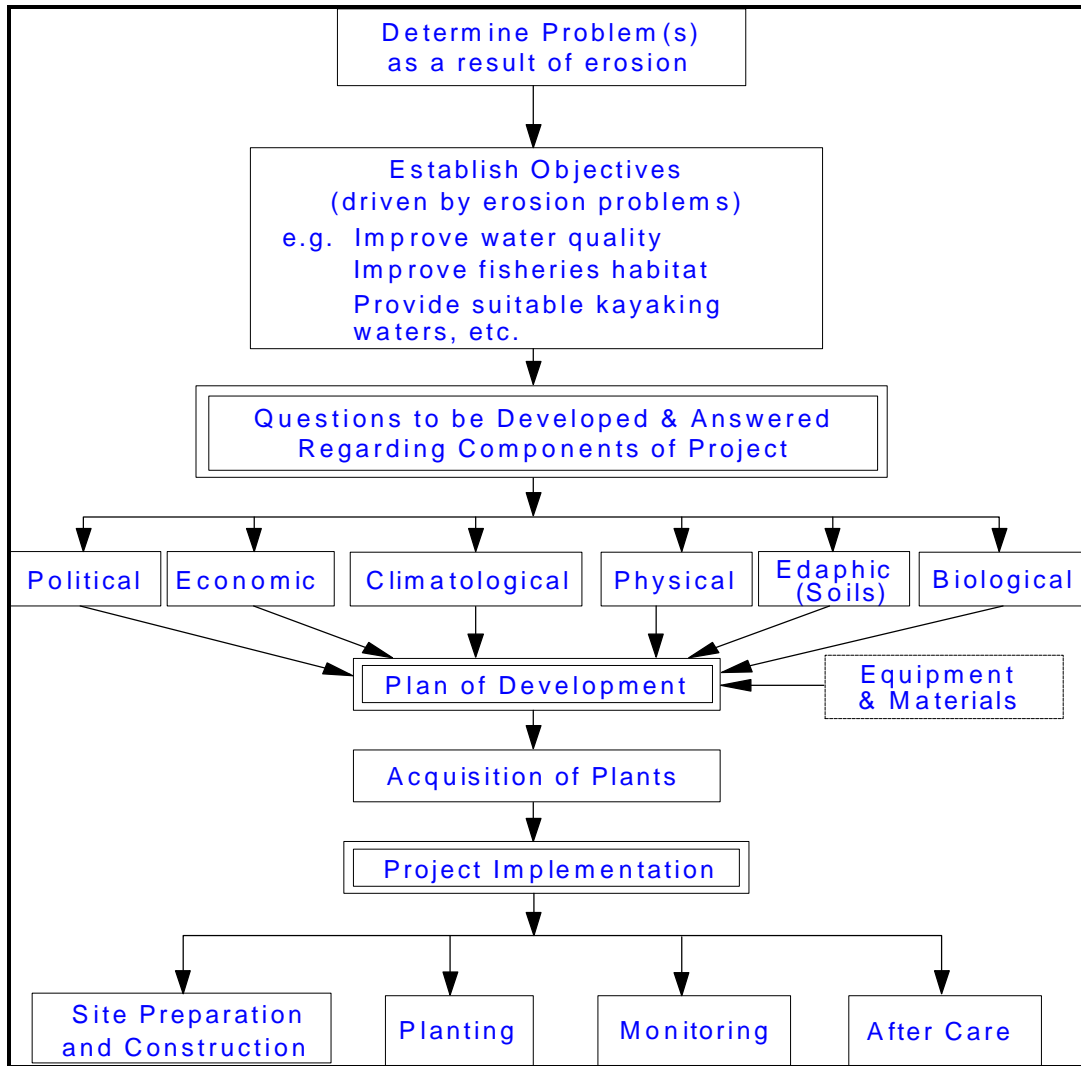 Determine Problem(s)
as a result of erosion
Establish Objectives
(driven by erosion problems)
e.g. Improve water quality
Improve fisheries habitat
Provide suitable kayaking
waters, etc.
Questions to be Developed & Answered
Regarding Components of Project
Political
Economic
Climatological
Physical
Edaphic
(Soils)
Biological
Plan of Development
Equipment
& Materials
Acquisition of Plants
Project Implementation
Site Preparation
and Construction
Planting
Monitoring
After Care